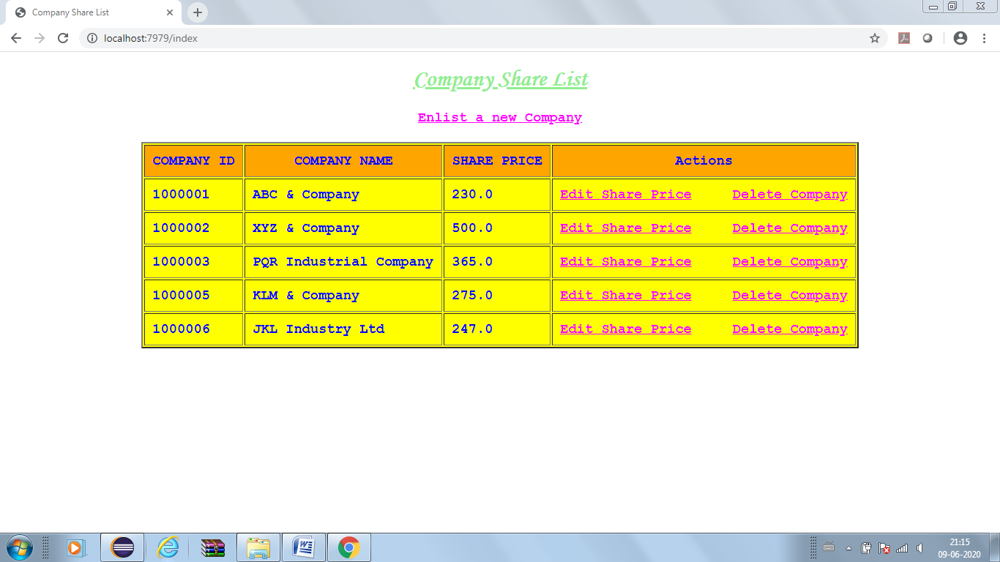 Company Share List
localhost:7979/index
Company Share List
Enlist a new Company
COMPANY ID COMPANY NAME SHARE PRICE Actions
1000001 ABC & Company 230.0 Edit Share Price Delete Company
1000002 XYZ & Company 500.0 Edit Share Price Delete Company
1000003 PQR Industrial Company 365.0 Edit Share Price Delete Company
1000005 KLM & Company 275.0 Edit Share Price Delete Company
1000006 JKL Industry Ltd 247.0 Edit Share Price Delete Company
21:15
09-06-2020